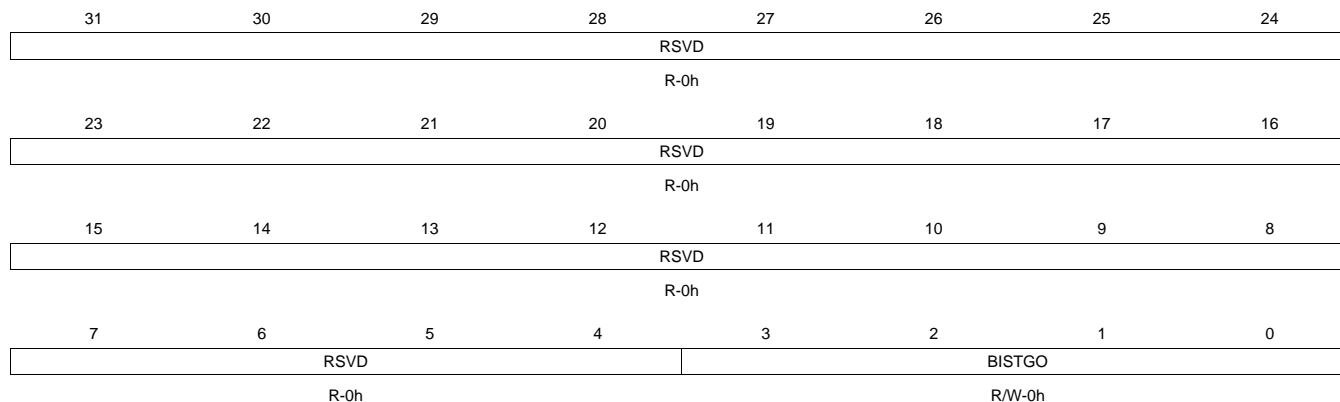 31 30 29 28 27 26 25 24
RSVD
R-0h
23 22 21 20 19 18 17 16
RSVD
R-0h
15 14 13 12 11 10 9 8
RSVD
R-0h
7 6 5 4 3 2 1 0
RSVD BISTGO
R-0h R/W-0h